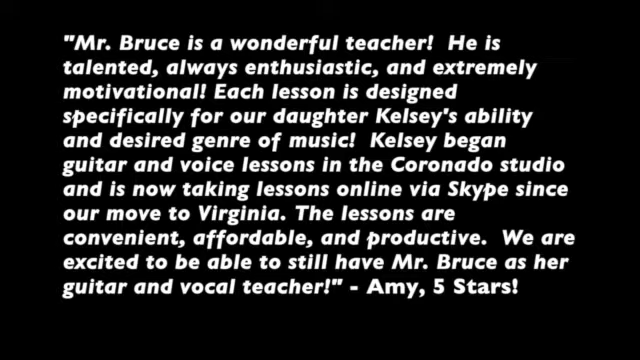 "Mr. Bruce is a wonderful teacher!  He is
talented, always enthusiastic, and extremely
motivational! Each lesson is designed
specifically for our daughter Kelsey's ability
and desired genre of music!  Kelsey began
guitar and voice lessons in the Coronado studio
and is now taking lessons online via Skype since
our move to Virginia. The lessons are
convenient, affordable, and productive.  We are
excited to be able to still have Mr. Bruce as her
guitar and vocal teacher!" - Amy, 5 Stars!